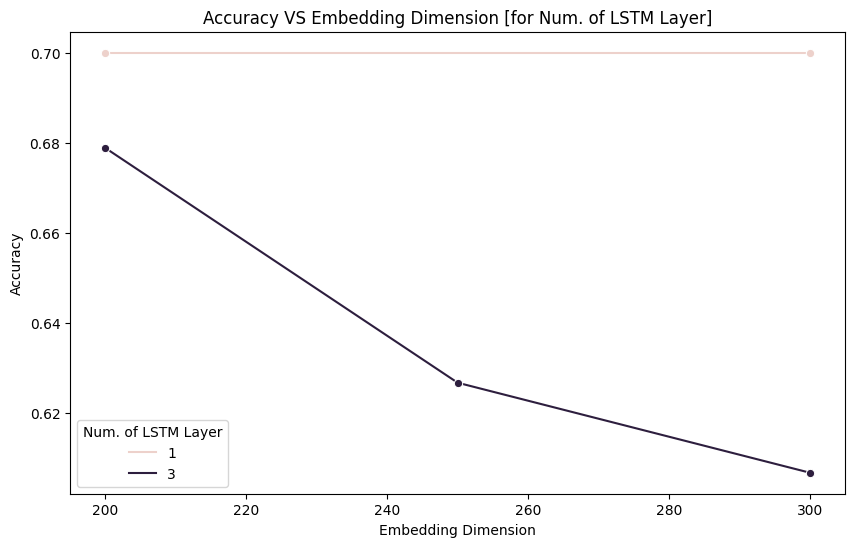 Accuracy VS Embedding Dimension [for Num. of LSTM Layer]
Accuracy
0.70
0.68
0.66
0.64
0.62
Num. of LSTM Layer
1
3
200 220 240 260 280 300
Embedding Dimension